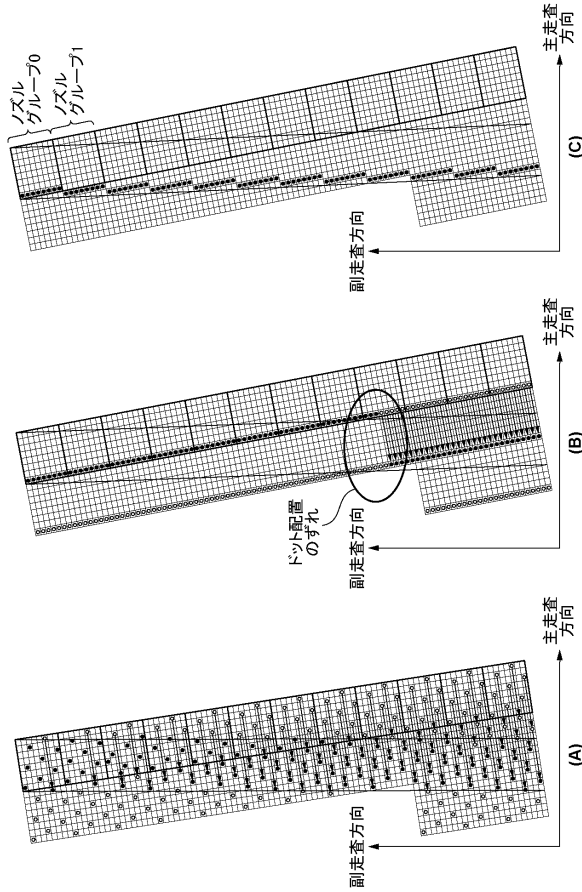 ノズル
グループ0
ノズル
グループ1
副走査方向
主走査
方向
(C)
ドット配置
のずれ
副走査方向
主走査
方向
(B)
副走査方向
主走査
方向
(A)